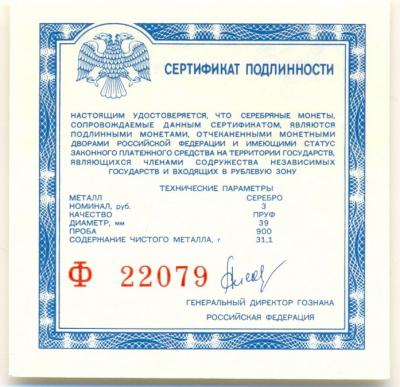 СЕРТИФИКАТ ПОДЛИННОСТИ
НАСТОЯЩИМ УДОСТОВЕРЯЕТСЯ, ЧТО СЕРЕБРЯНЫЕ МОНЕТЫ,
СОПРОВОЖДАЕМЫЕ ДАННЫМ СЕРТИФИКАТОМ, ЯВЛЯЮТСЯ
ПОДЛИННЫМИ МОНЕТАМИ, ОТЧЕКАНЕННЫМИ МОНЕТНЫМИ
ДВОРАМИ РОССИЙСКОЙ ФЕДЕРАЦИИ И ИМЕЮЩИМИ СТАТУС
ЗАКОННОГО ПЛАТЕЖНОГО СРЕДСТВА НА ТЕРРИТОРИИ ГОСУДАРСТВ,
ЯВЛЯЮЩИХСЯ ЧЛЕНАМИ СОДРУЖЕСТВА НЕЗАВИСИМЫХ
ГОСУДАРСТВ И ВХОДЯЩИХ В РУБЛЕВУЮ ЗОНУ
ТЕХНИЧЕСКИЕ ПАРАМЕТРЫ
МЕТАЛЛ СЕРЕБРО
НОМИНАЛ, руб. 3
КАЧЕСТВО ПРУФ
ДИАМЕТР, мм 39
ПРОБА 900
СОДЕРЖАНИЕ ЧИСТОГО МЕТАЛЛА, г 31,1
Ф 22079
ГЕНЕРАЛЬНЫЙ ДИРЕКТОР ГОЗНАКА
РОССИЙСКАЯ ФЕДЕРАЦИЯ